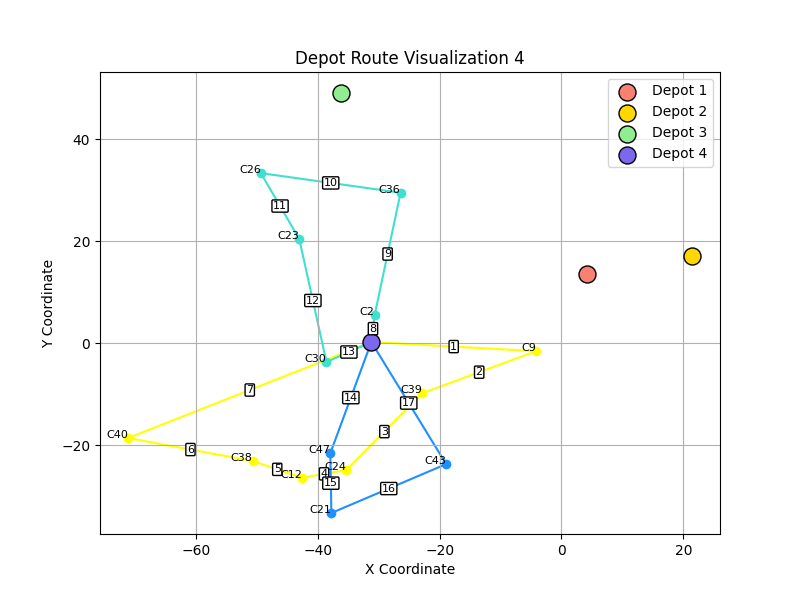 Depot Route Visualization 4
Depot 1
Depot 2
Depot 3
Depot 4
Y Coordinate
40
20
0
−20
−60
−40
−20
0
20
X Coordinate
C26
10
C36
11
C23
9
12
C2
8
C30
13
1
C9
2
7
14
C39
17
3
C40
6
C38
5
C12
4
C24
C47
15
C43
16
C21